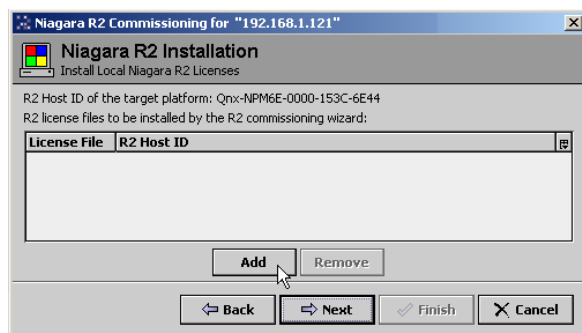 Niagara R2 Commissioning for "192.168.1.121"
Niagara R2 Installation
Install Local Niagara R2 Licenses
R2 Host ID of the target platform: Qnx-NPM6E-0000-153C-6E44
R2 license files to be installed by the R2 commissioning wizard:
License File R2 Host ID
Add Remove
Back Next Finish Cancel